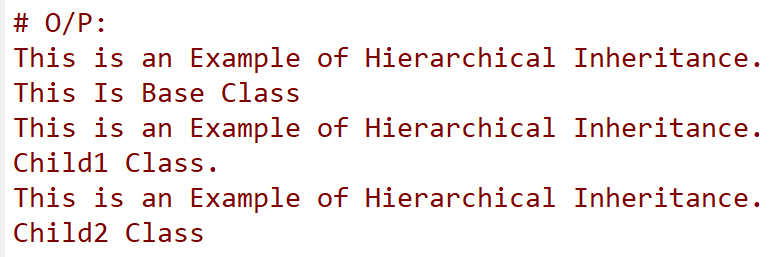 # O/P:
This is an Example of Hierarchical Inheritance.
This Is Base Class
This is an Example of Hierarchical Inheritance.
Child1 Class.
This is an Example of Hierarchical Inheritance.
Child2 Class